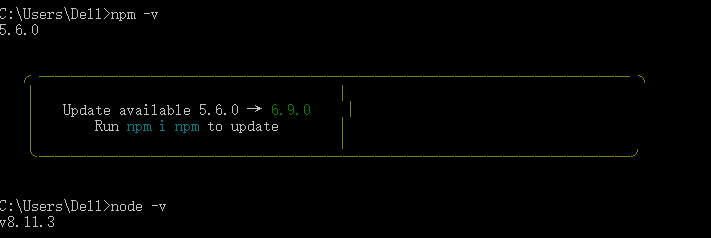 C:\Users\Dell>npm -v
5.6.0
Update available 5.6.0 → 6.9.0
Run npm i npm to update
C:\Users\Dell>node -v
v8.11.3